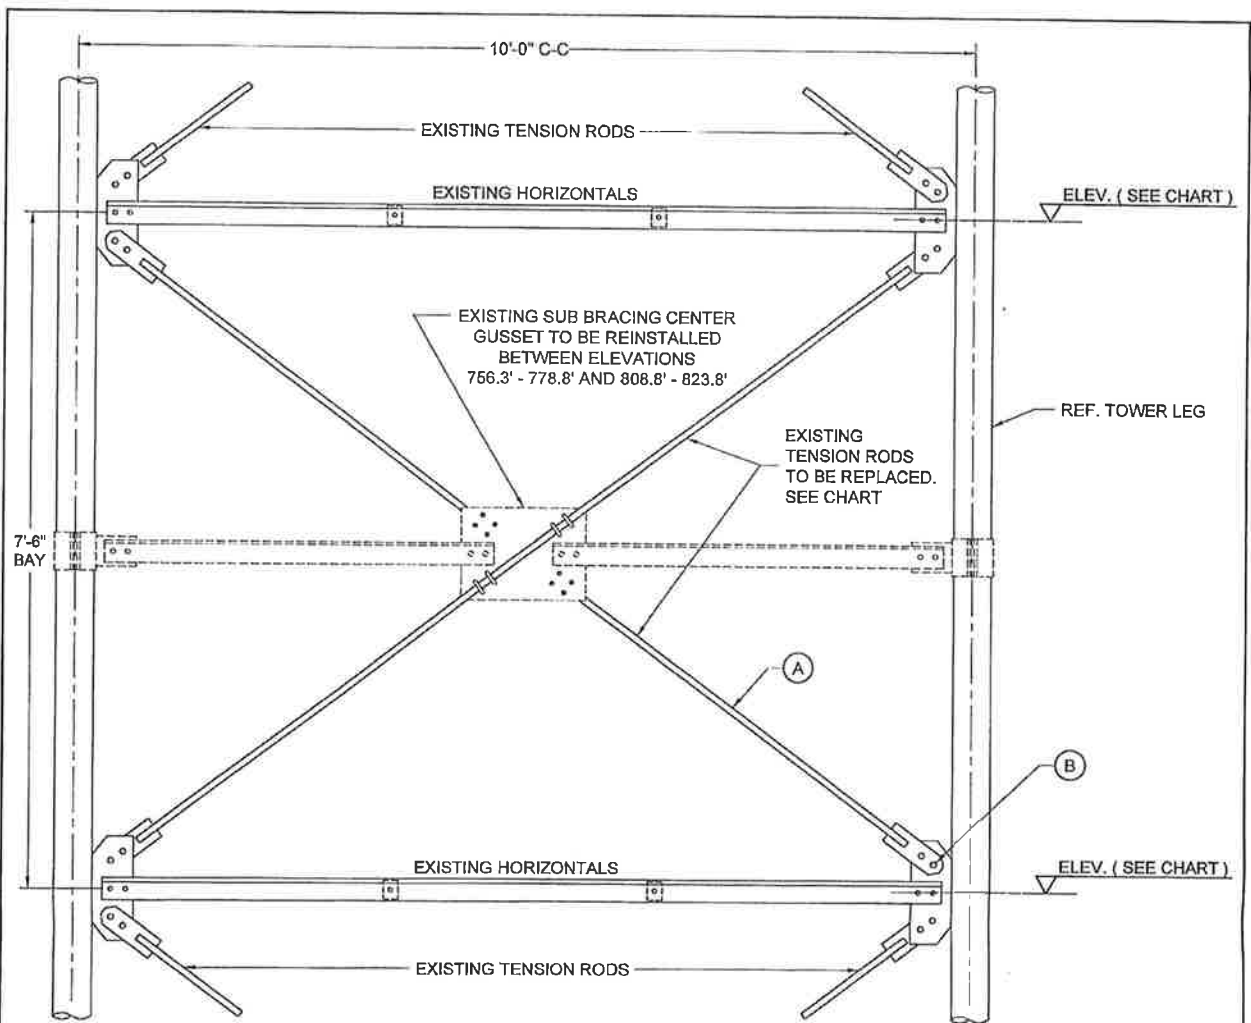 10'-0" C-C
EXISTING TENSION RODS
EXISTING HORIZONTALS
ELEV. ( SEE CHART )
EXISTING SUB BRACING CENTER
GUSSET TO BE REINSTALLED
BETWEEN ELEVATIONS
756.3' - 778.8' AND 808.8' - 823.8'
REF. TOWER LEG
EXISTING
TENSION RODS
TO BE REPLACED.
SEE CHART
7'-6"
BAY
A
B
EXISTING HORIZONTALS
ELEV. ( SEE CHART )
EXISTING TENSION RODS